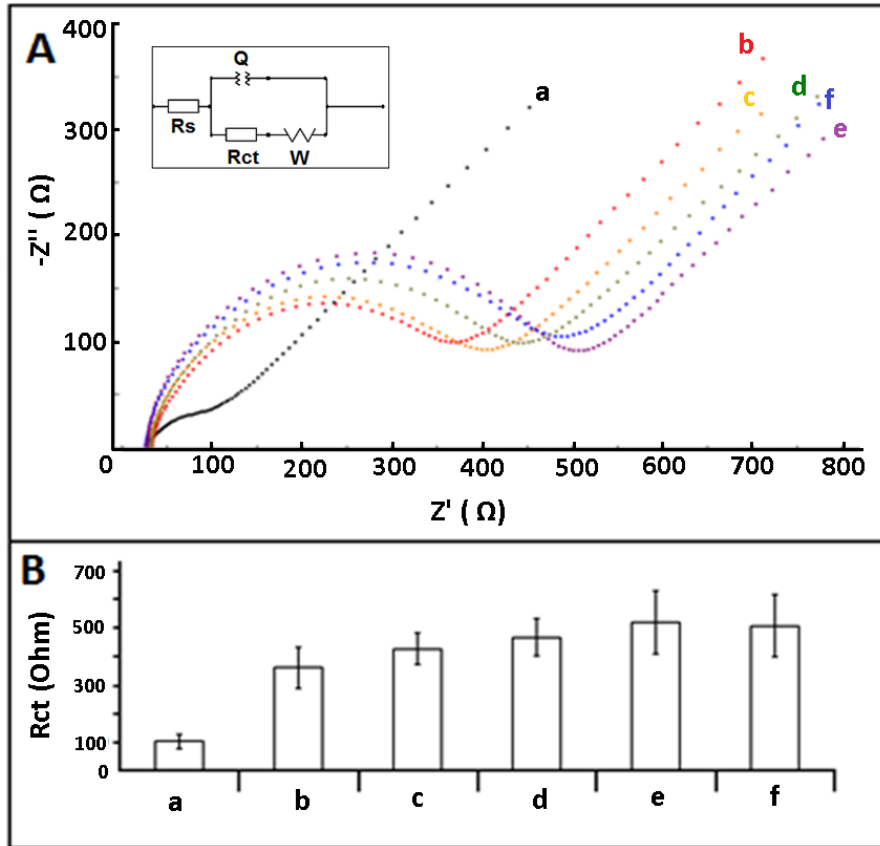 A
400
300
200
100
-Z'' ( Ω)
Q
Rs
Rct W
a
b
c
d
f
e
0 100 200 300 400 500 600 700 800
Z' ( Ω)
B
700
500
300
100
0
Rct (Ohm)
a b c d e f